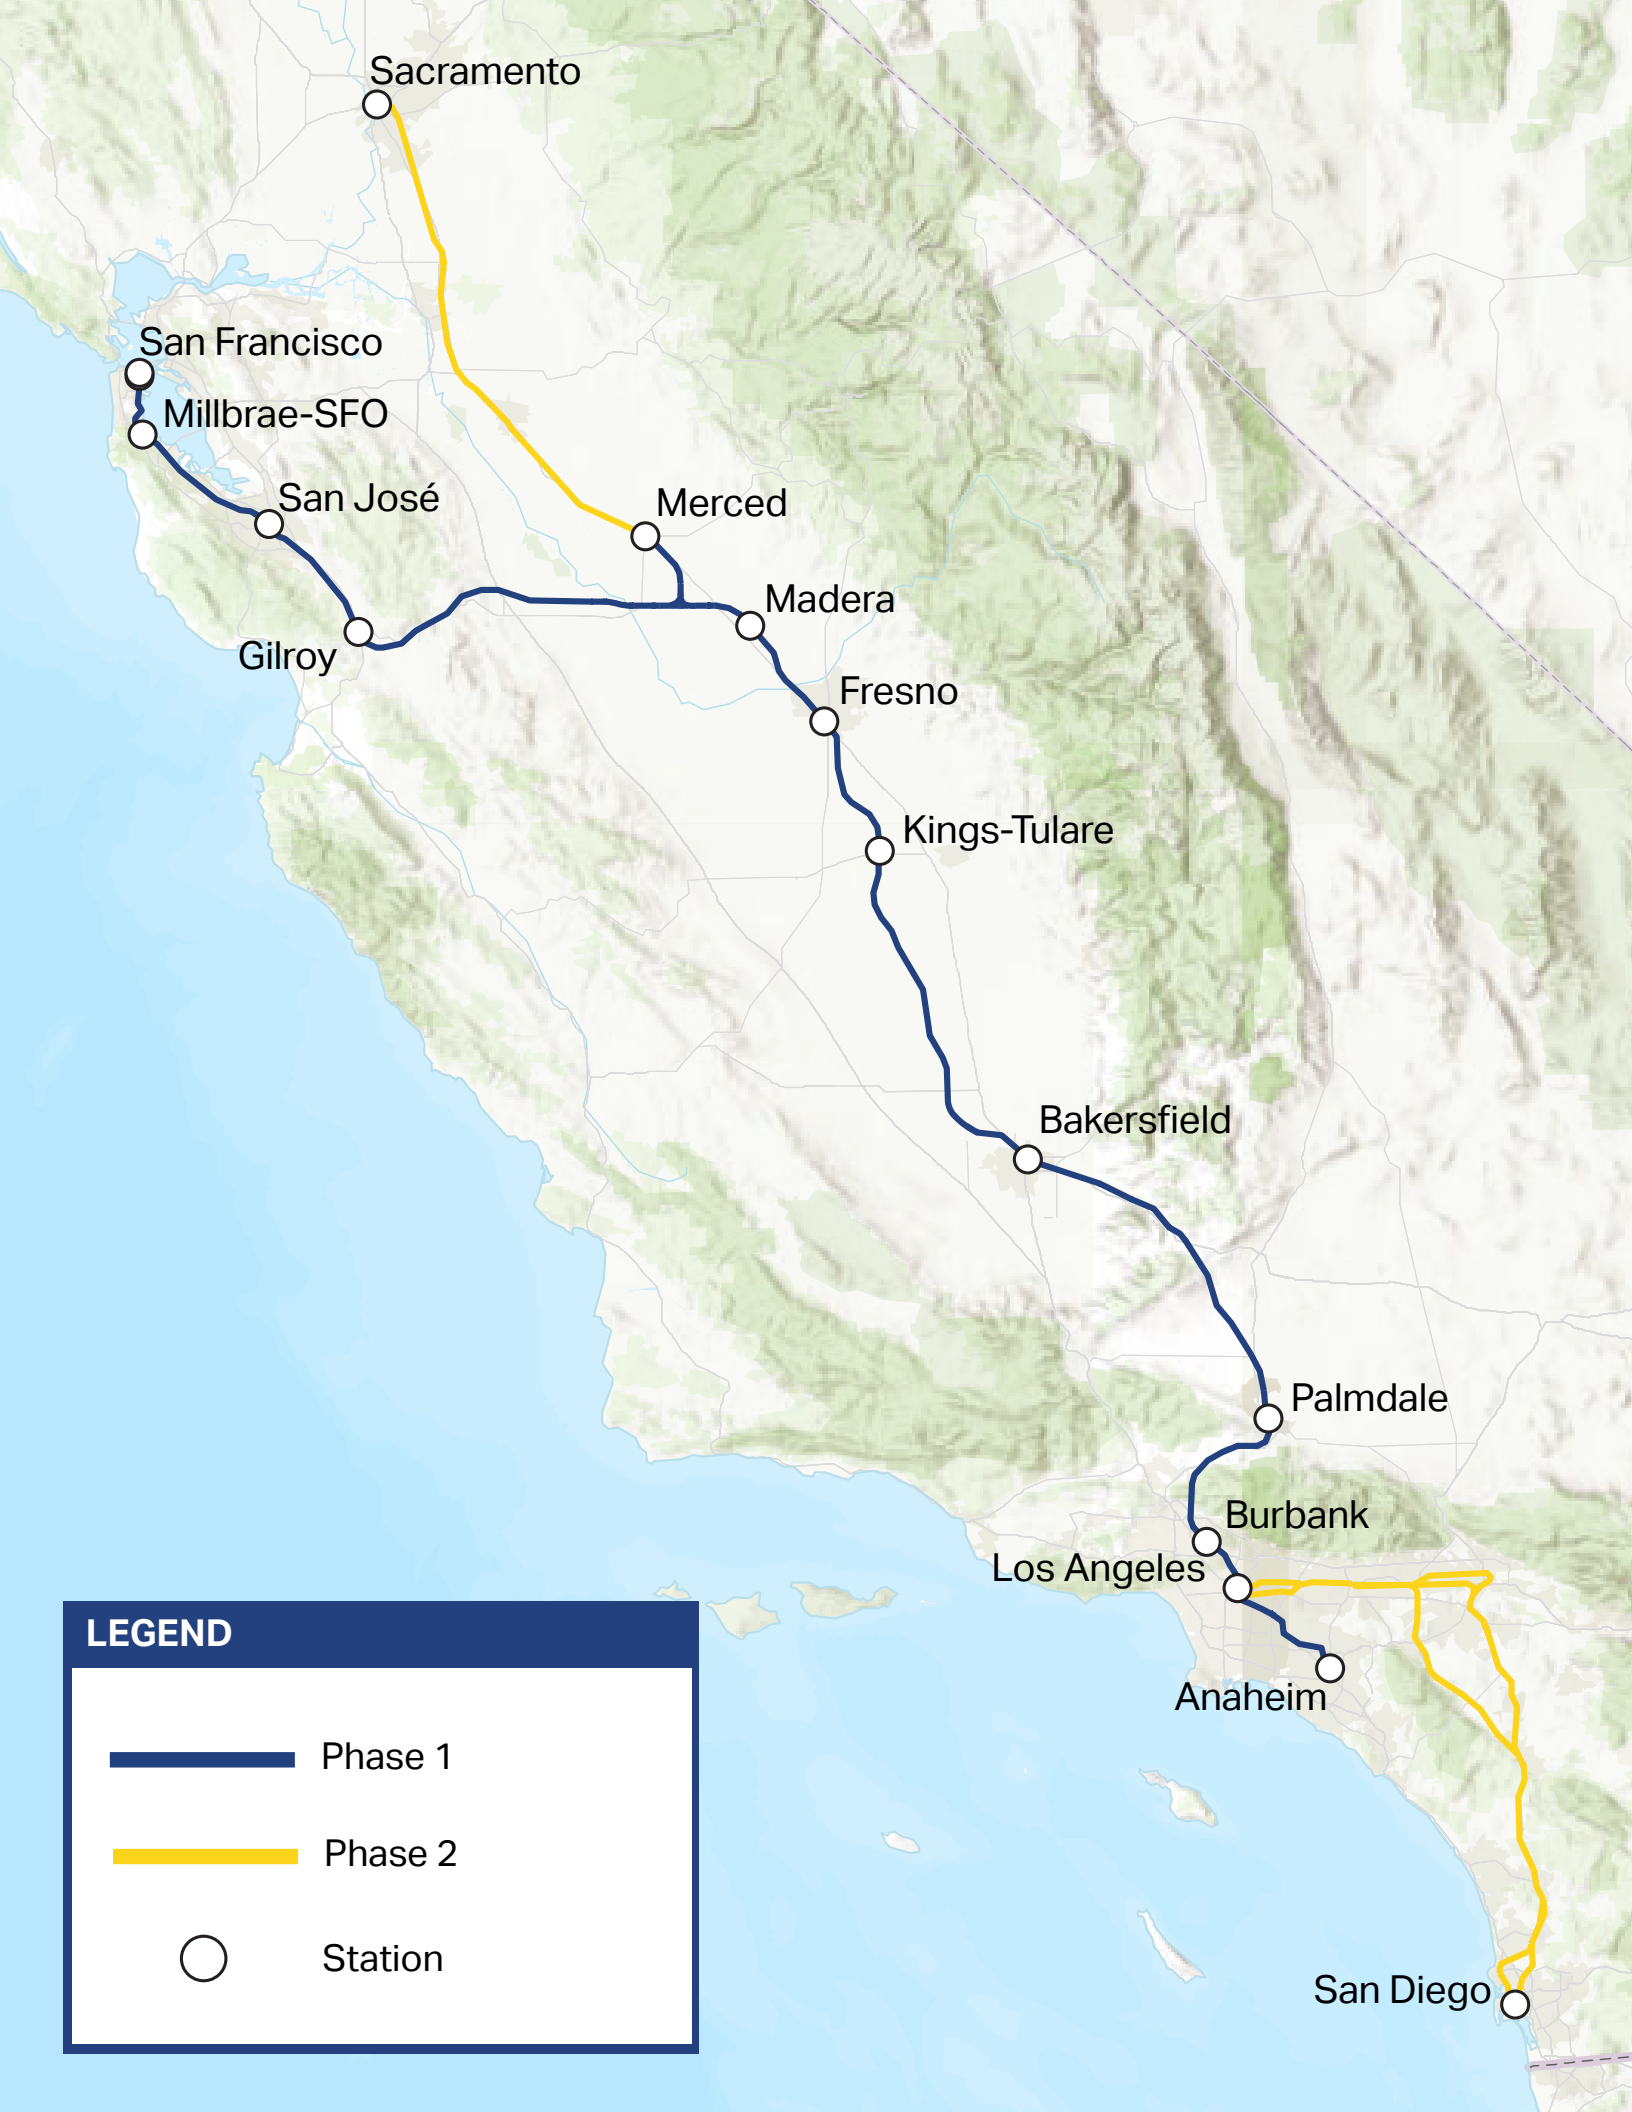 Sacramento
San Francisco
Millbrae-SFO
San José
Merced
Madera
Gilroy
Fresno
Kings-Tulare
Bakersfield
Palmdale
Burbank
Los Angeles
Anaheim
San Diego
LEGEND
Phase 1
Phase 2
Station